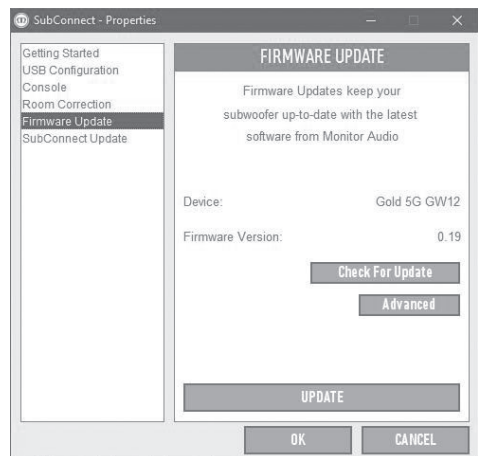 SubConnect - Properties
Getting Started
USB Configuration
Console
Room Correction
Firmware Update
SubConnect Update
FIRMWARE UPDATE
Firmware Updates keep your
subwoofer up-to-date with the latest
software from Monitor Audio
Device: Gold 5G GW12
Firmware Version: 0.19
Check For Update
Advanced
UPDATE
OK CANCEL